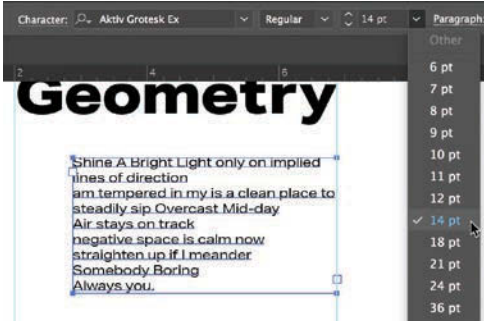 Character: Aktiv Grotesk Ex Regular 14 pt Paragraph:
Other
2 4 6
6 pt
7 pt
8 pt
9 pt
10 pt
11 pt
12 pt
14 pt
18 pt
21 pt
24 pt
36 pt
Geometry
Shine A Bright Light only on implied
lines of direction
am tempered in my is a clean place to
steadily sip Overcast Mid-day
Air stays on track
negative space is calm now
straighten up if I meander
Somebody Boring
Always you.